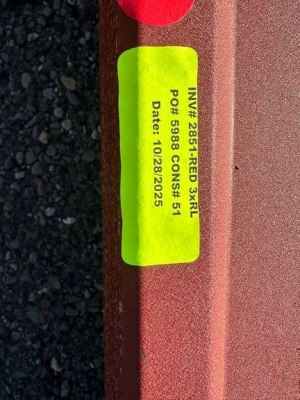 INV# 2851-RED 3xRL
PO# 5988 CONS# 51
Date: 10/28/2025